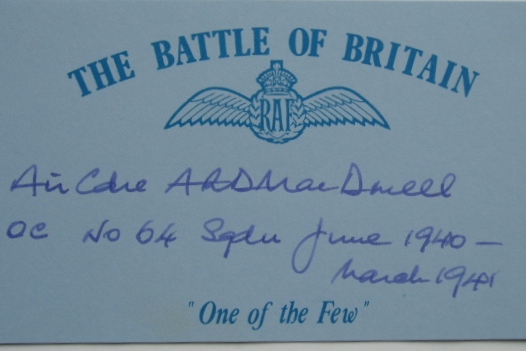 THE BATTLE OF BRITAIN
RAF
Air Cdre A R D MacDonell
OC No 64 Sqdn June 1940 –
March 1941
"One of the Few"